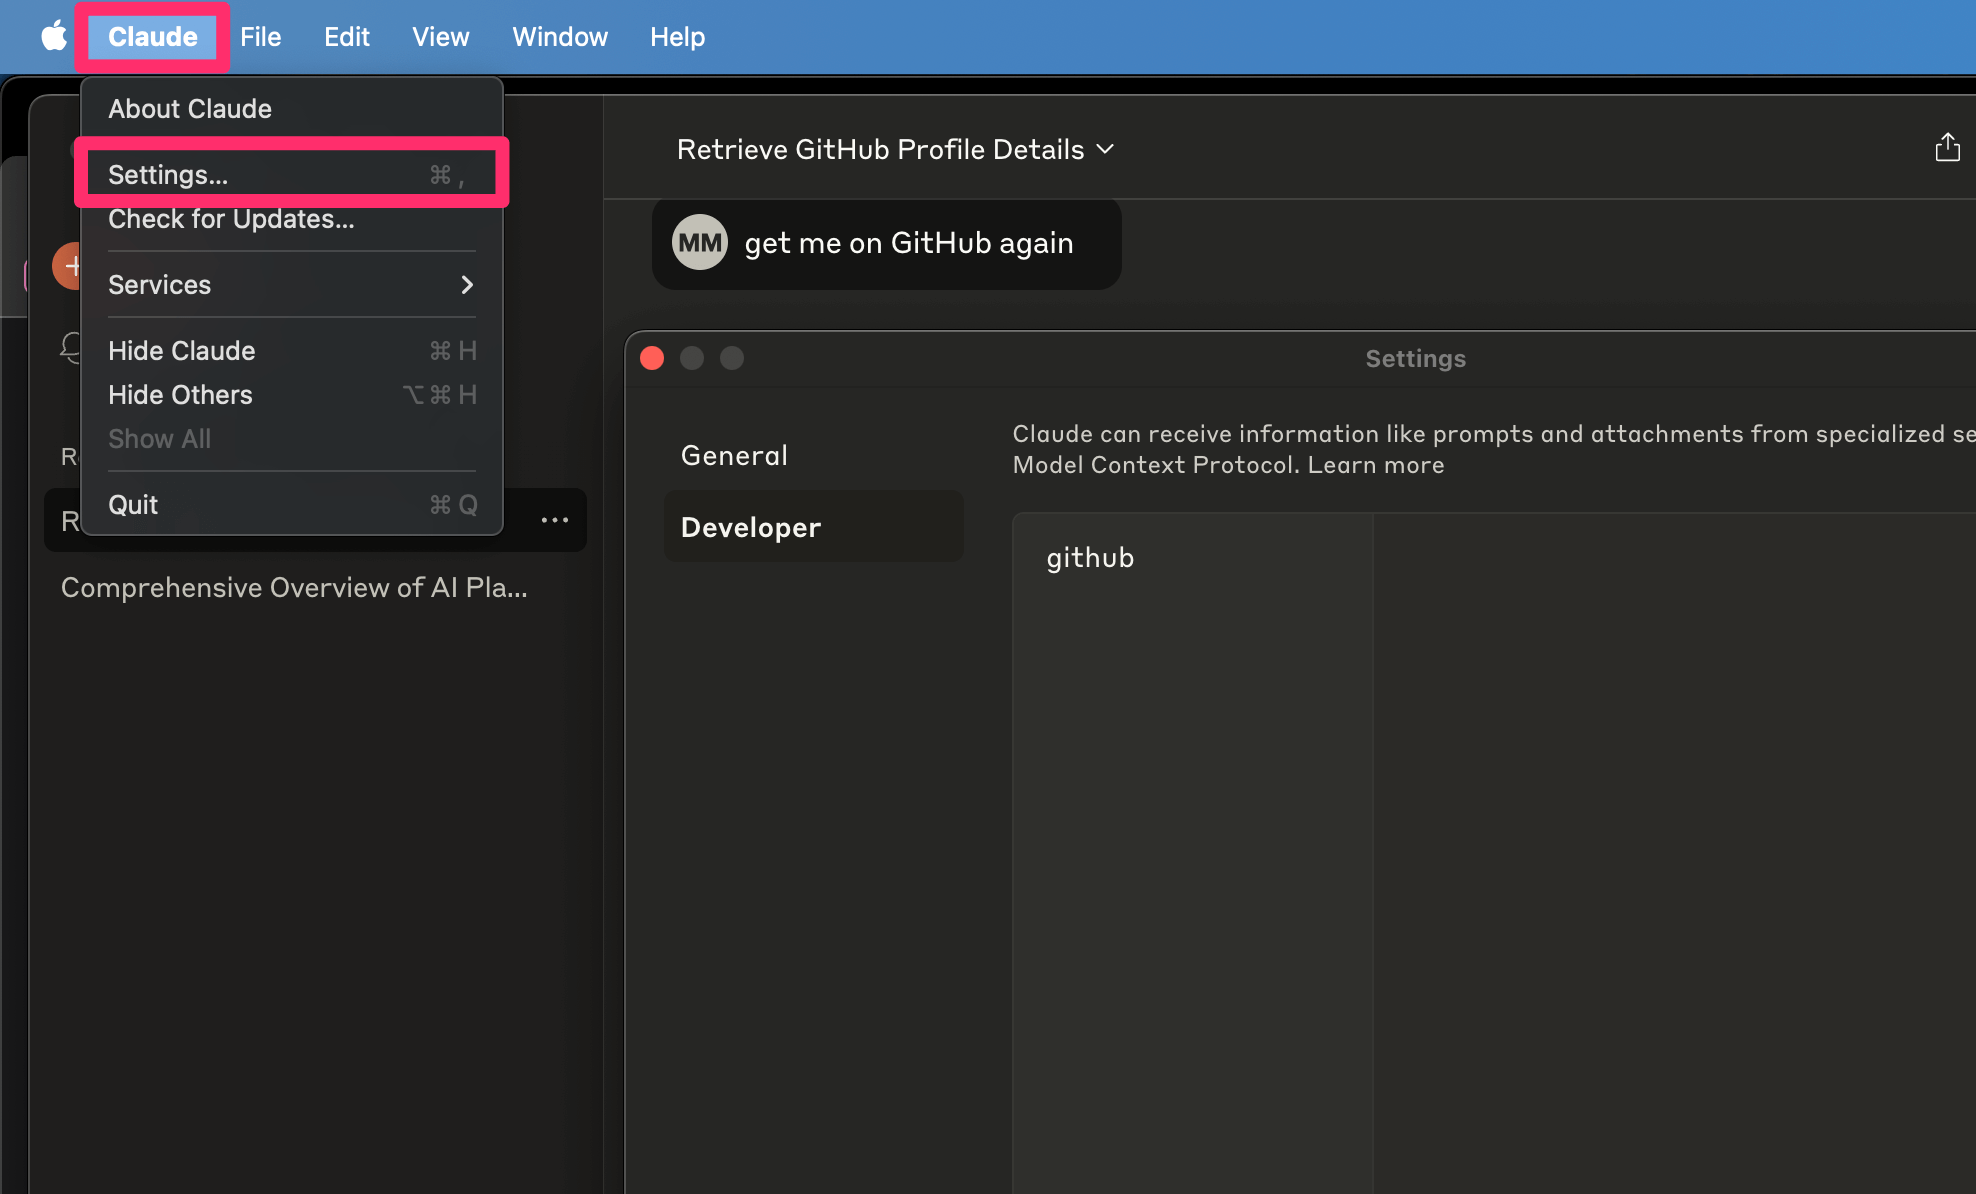 Claude File Edit View Window Help
About Claude
Settings... ⌘ ,
Check for Updates...
Services
Hide Claude ⌘ H
Hide Others ⌥ ⌘ H
Show All
Quit ⌘ Q
Comprehensive Overview of AI Pla...
Retrieve GitHub Profile Details
MM get me on GitHub again
Settings
General
Developer
Claude can receive information like prompts and attachments from specialized
Model Context Protocol. Learn more
github